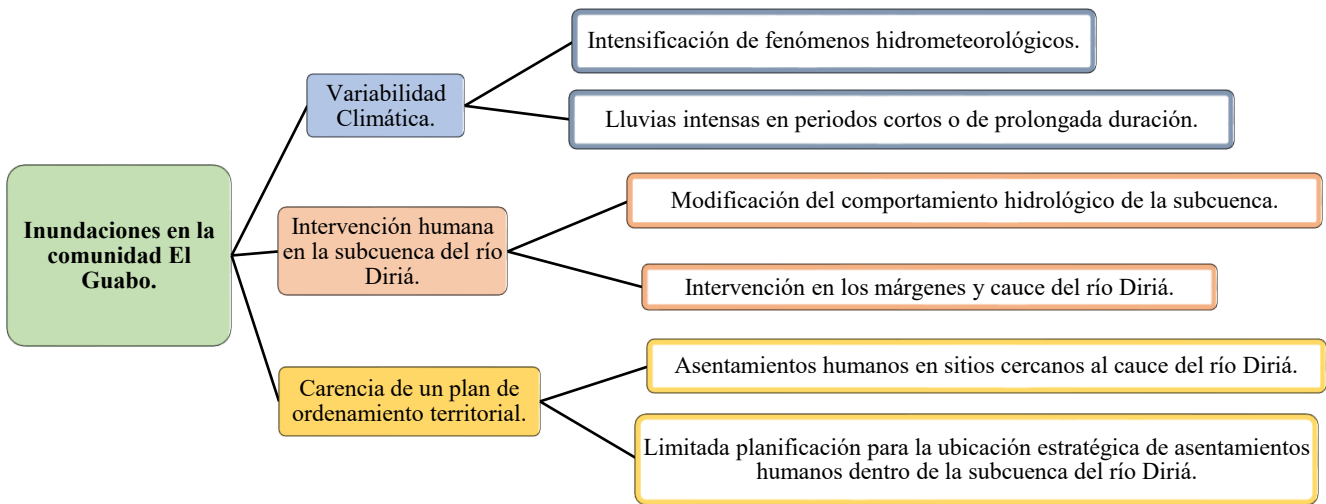 Inundaciones en la
comunidad El
Guabo.
Variabilidad
Climática.
Intensificación de fenómenos hidrometeorológicos.
Lluvias intensas en periodos cortos o de prolongada duración.
Intervención humana
en la subcuenca del río
Diriá.
Modificación del comportamiento hidrológico de la subcuenca.
Intervención en los márgenes y cauce del río Diriá.
Carencia de un plan de
ordenamiento territorial.
Asentamientos humanos en sitios cercanos al cauce del río Diriá.
Limitada planificación para la ubicación estratégica de asentamientos
humanos dentro de la subcuenca del río Diriá.